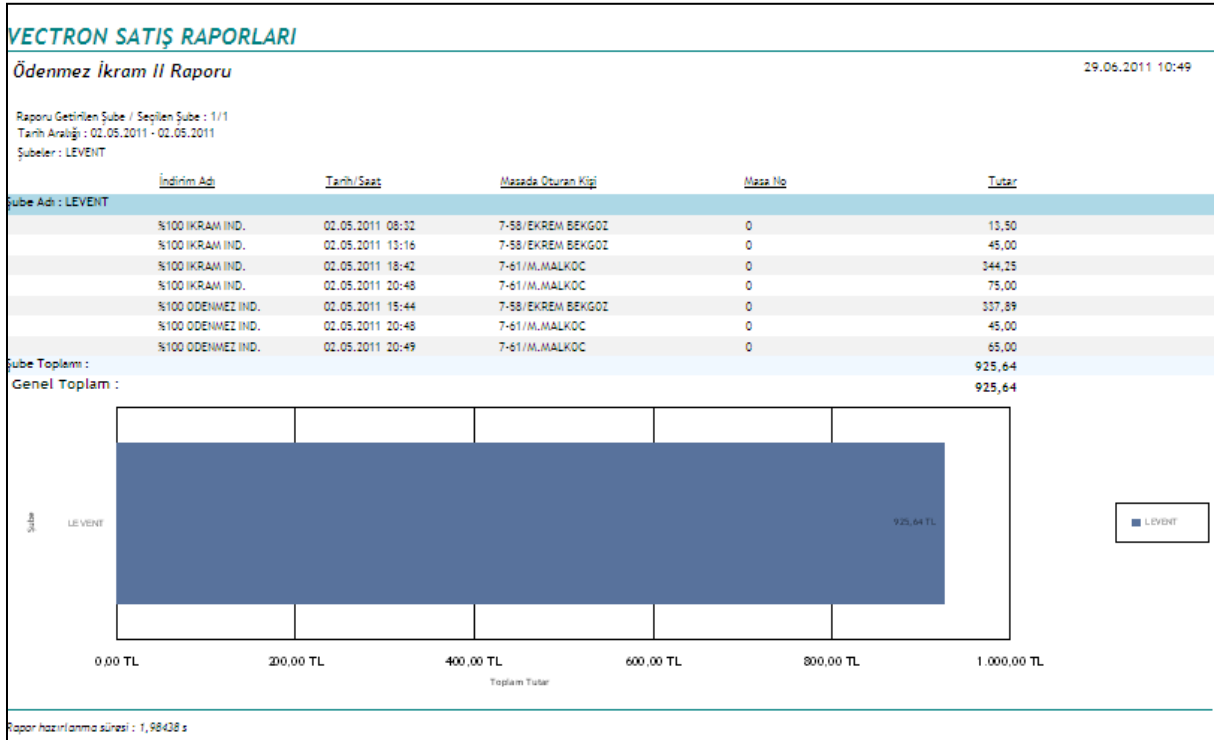 VECTRON SATIŞ RAPORLARI
Ödenmez İkram II Raporu 29.06.2011 10:49
Raporu Getirilen Şube / Seçilen Şube : 1/1
Tarih Aralığı : 02.05.2011 - 02.05.2011
Şubeler : LEVENT
İndirim Adı Tarih/Saat Masada Oturan Kişi Masa No Tutar
Şube Adı : LEVENT
%100 IKRAM IND. 02.05.2011 08:32 7-58/EKREM BEKGOZ 0 13,50
%100 IKRAM IND. 02.05.2011 13:16 7-58/EKREM BEKGOZ 0 45,00
%100 IKRAM IND. 02.05.2011 18:42 7-61/M.MALKOC 0 344,25
%100 IKRAM IND. 02.05.2011 20:48 7-61/M.MALKOC 0 75,00
%100 ODENMEZ IND. 02.05.2011 15:44 7-58/EKREM BEKGOZ 0 337,89
%100 ODENMEZ IND. 02.05.2011 20:48 7-61/M.MALKOC 0 45,00
%100 ODENMEZ IND. 02.05.2011 20:49 7-61/M.MALKOC 0 65,00
Şube Toplamı : 925,64
Genel Toplam : 925,64
Şube
LEVENT
925,64 TL
LEVENT
0,00 TL 200,00 TL 400,00 TL 600,00 TL 800,00 TL 1.000,00 TL
Toplam Tutar
Rapor hazırlanma süresi : 1,98438 s